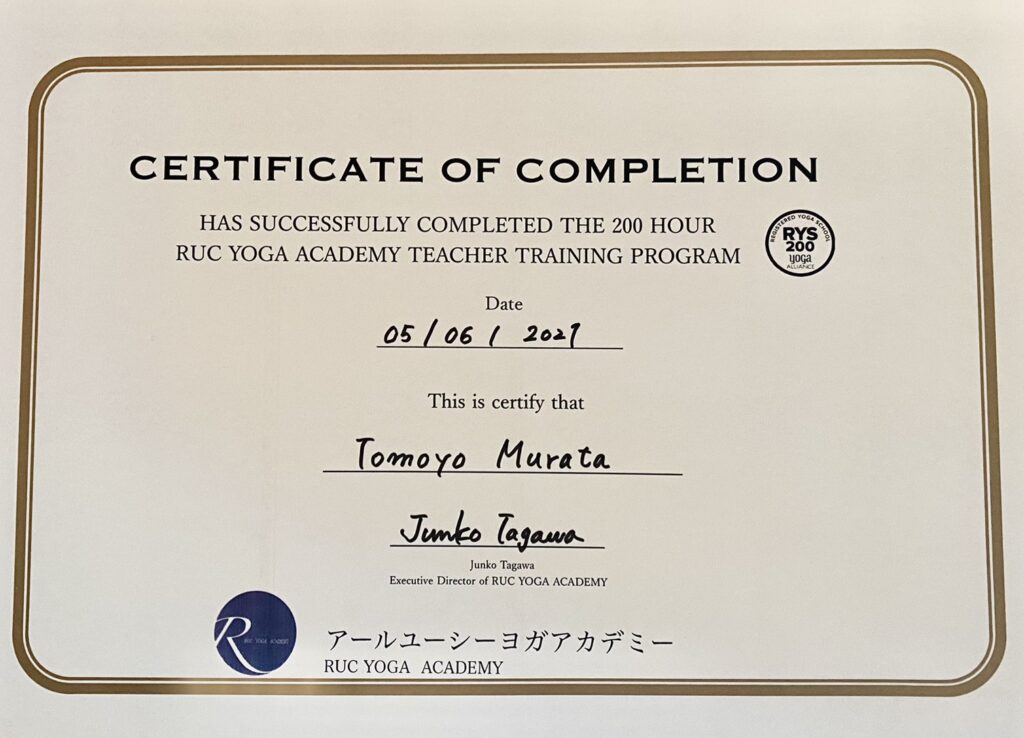 CERTIFICATE OF COMPLETION
HAS SUCCESSFULLY COMPLETED THE 200 HOUR
RUC YOGA ACADEMY TEACHER TRAINING PROGRAM
REGISTERED YOGA SCHOOL
RYS
200
yoga
ALLIANCE
Date
05/06/2021
This is certify that
Tomoyo Murata
Junko Tagawa
Junko Tagawa
Executive Director of RUC YOGA ACADEMY
R
RUC YOGA ACADEMY
アールユーシーヨガアカデミー
RUC YOGA ACADEMY